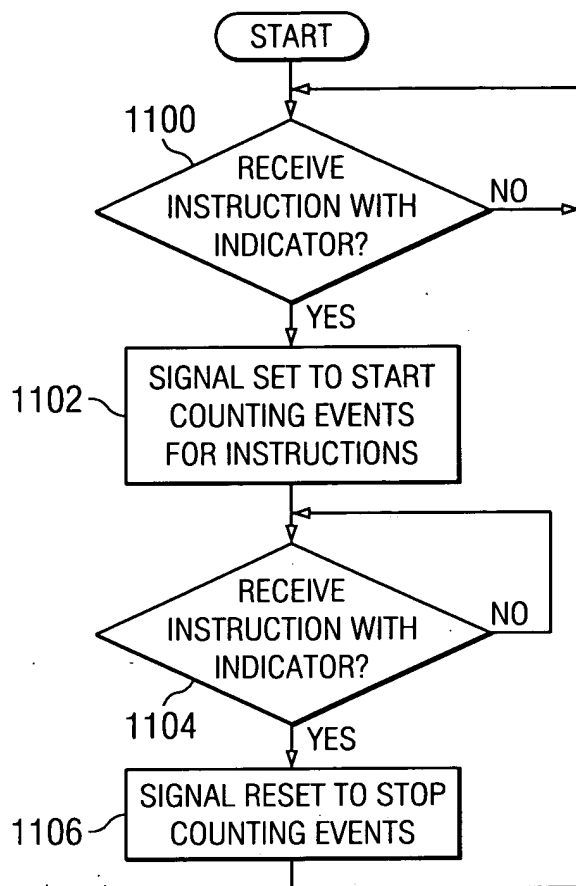 START
1100
RECEIVE
INSTRUCTION WITH
INDICATOR?
NO
YES
1102
SIGNAL SET TO START
COUNTING EVENTS
FOR INSTRUCTIONS
RECEIVE
INSTRUCTION WITH
INDICATOR?
NO
1104
YES
1106
SIGNAL RESET TO STOP
COUNTING EVENTS